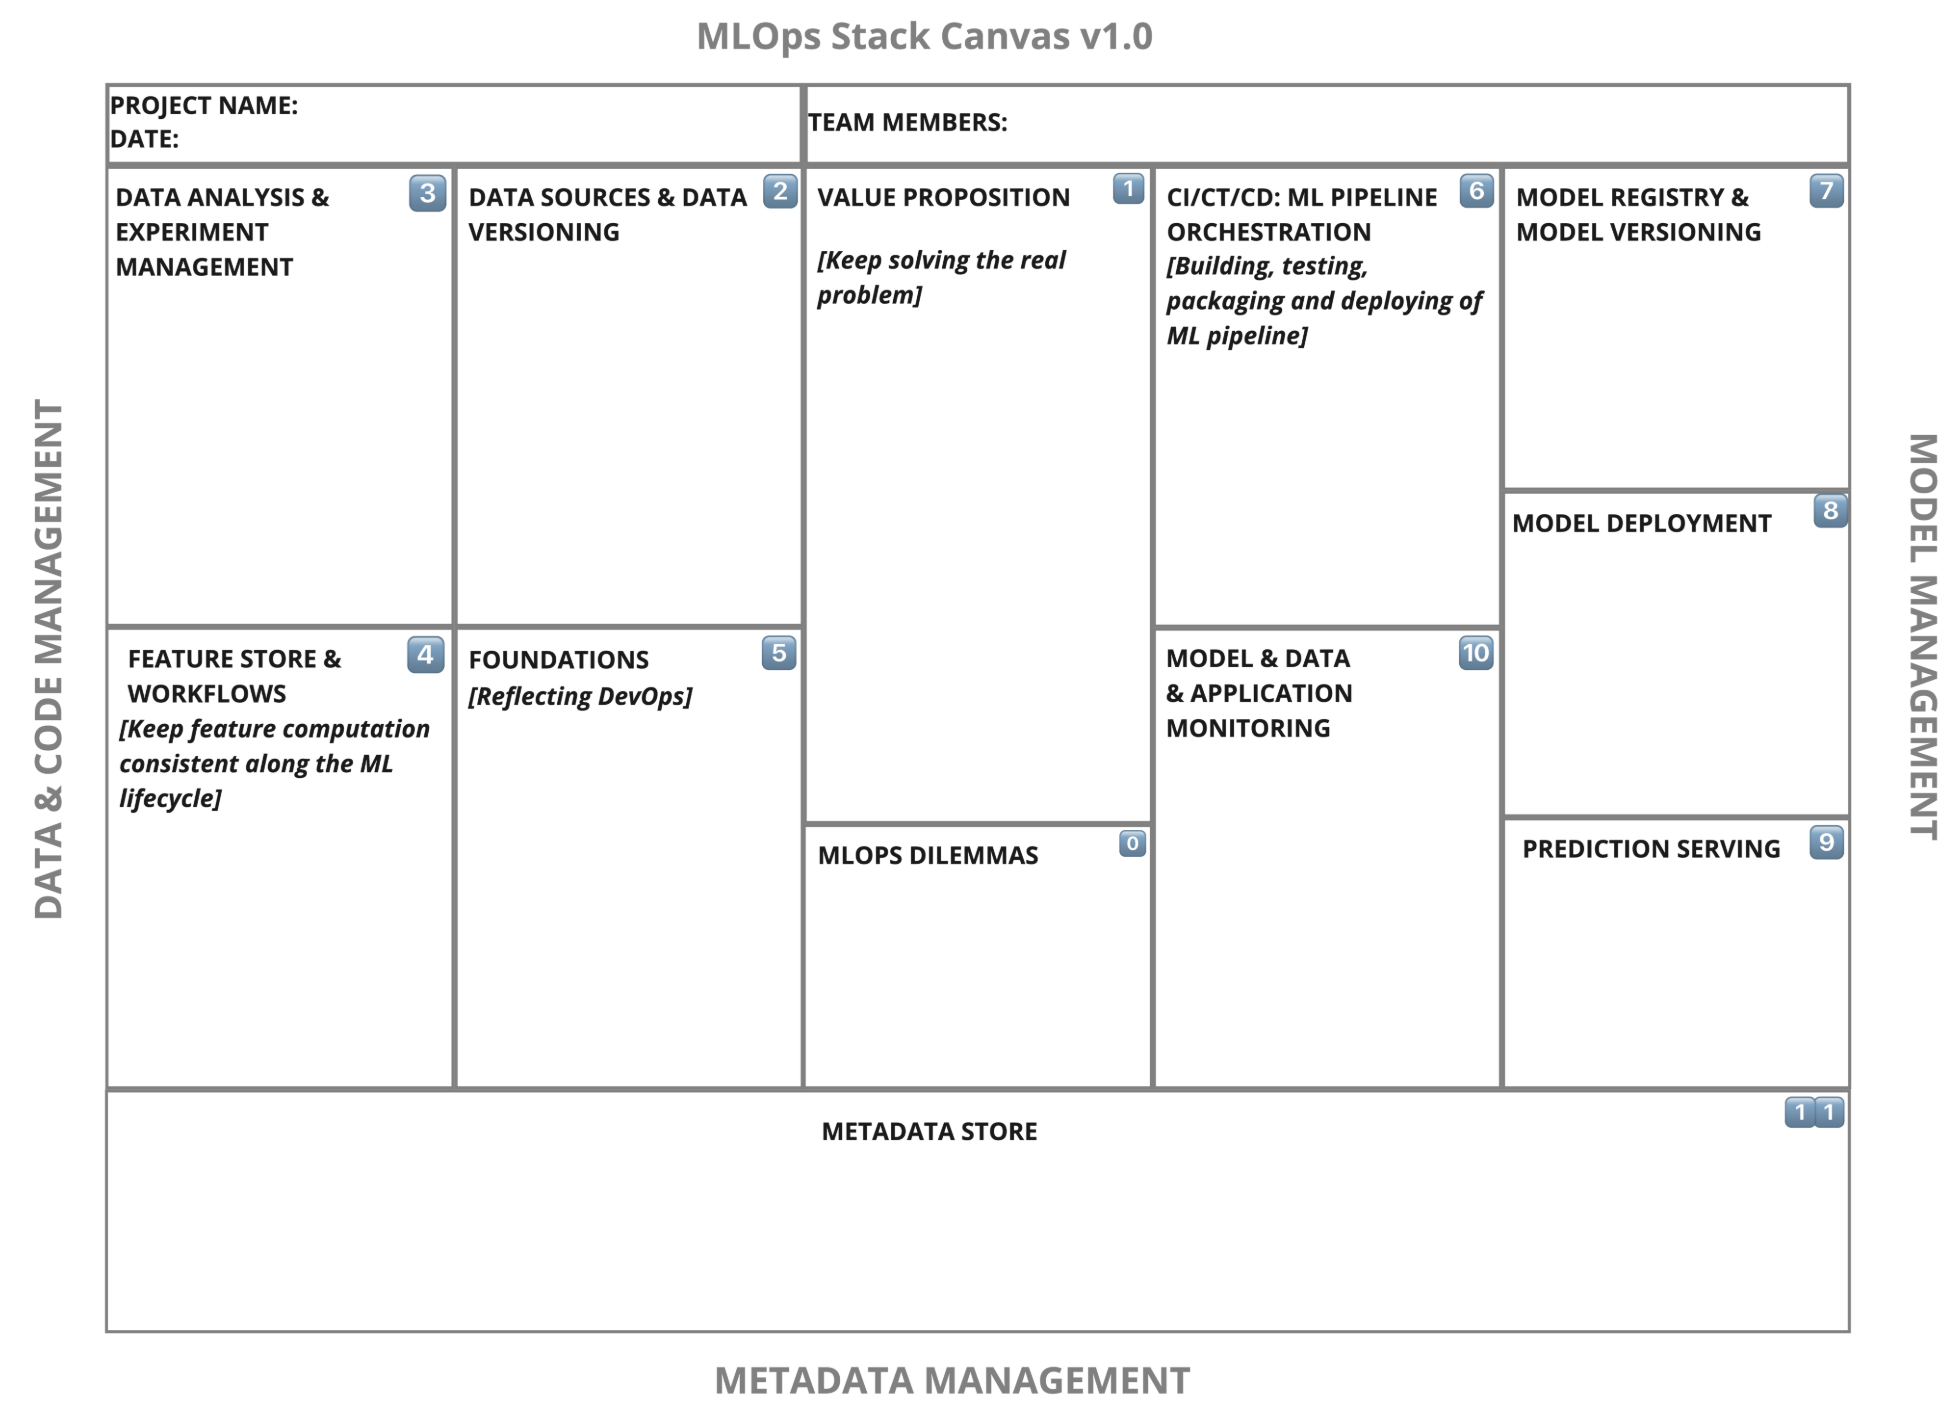 MLOps Stack Canvas v1.0
PROJECT NAME:
DATE:
TEAM MEMBERS:
DATA ANALYSIS &
EXPERIMENT
MANAGEMENT
3
DATA SOURCES & DATA
VERSIONING
2
VALUE PROPOSITION
1
[Keep solving the real
problem]
CI/CT/CD: ML PIPELINE
ORCHESTRATION
6
[Building, testing,
packaging and deploying of
ML pipeline]
MODEL REGISTRY &
MODEL VERSIONING
7
MODEL DEPLOYMENT
8
FEATURE STORE &
WORKFLOWS
4
[Keep feature computation
consistent along the ML
lifecycle]
FOUNDATIONS
5
[Reflecting DevOps]
MLOPS DILEMMAS
0
MODEL & DATA
& APPLICATION
MONITORING
10
PREDICTION SERVING
9
METADATA STORE
11
DATA & CODE MANAGEMENT
MODEL MANAGEMENT
METADATA MANAGEMENT